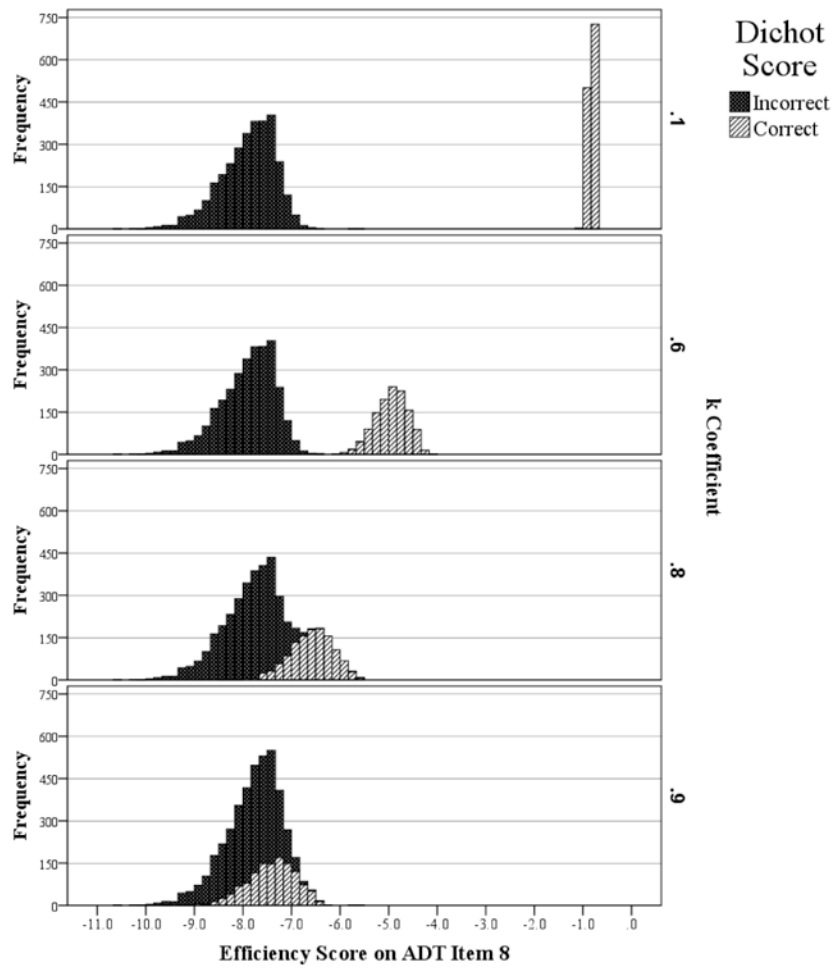 Dichot
Score
Incorrect
Correct
750
600
450
300
150
0
Frequency
.1
750
600
450
300
150
0
Frequency
.6
750
600
450
300
150
0
Frequency
.8
750
600
450
300
150
0
Frequency
.9
k Coefficient
-11.0 -10.0 -9.0 -8.0 -7.0 -6.0 -5.0 -4.0 -3.0 -2.0 -1.0 .0
Efficiency Score on ADT Item 8